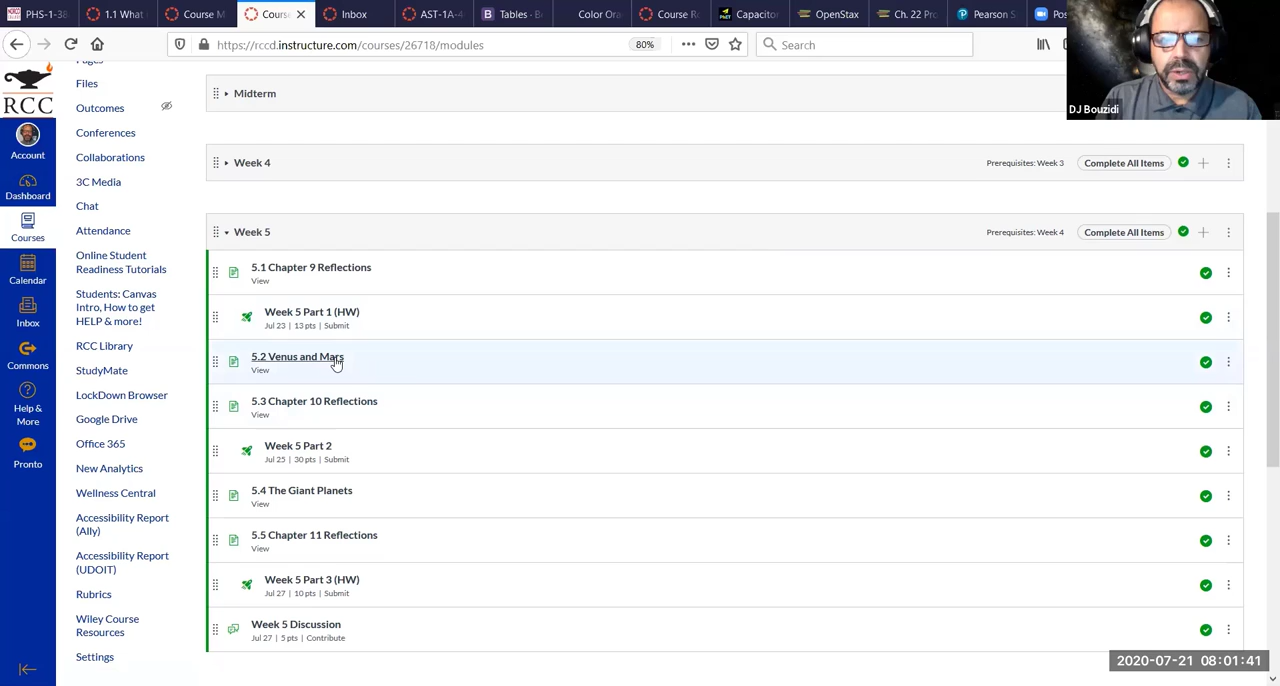 PHS-1-38
1.1 What
Course M
Cours
Inbox
AST-1A-4
Tables - B
Color Ora
Course R
Capacito
OpenStax
Ch. 22 Pro
Pearson S
Pos
https://rccd.instructure.com/courses/26718/modules
80%
Search
DJ Bouzidi
RCC
Account
Dashboard
Courses
Calendar
Inbox
Commons
Help &
More
Pronto
Pages
Files
Outcomes
Conferences
Collaborations
3C Media
Chat
Attendance
Online Student
Readiness Tutorials
Students: Canvas
Intro, How to get
HELP & more!
RCC Library
StudyMate
LockDown Browser
Google Drive
Office 365
New Analytics
Wellness Central
Accessibility Report
(Ally)
Accessibility Report
(UDOIT)
Rubrics
Wiley Course
Resources
Settings
Midterm
Week 4
Prerequisites: Week 3
Complete All Items
Week 5
Prerequisites: Week 4
Complete All Items
5.1 Chapter 9 Reflections
View
Week 5 Part 1 (HW)
Jul 23 | 13 pts | Submit
5.2 Venus and Mars
View
5.3 Chapter 10 Reflections
View
Week 5 Part 2
Jul 25 | 30 pts | Submit
5.4 The Giant Planets
View
5.5 Chapter 11 Reflections
View
Week 5 Part 3 (HW)
Jul 27 | 10 pts | Submit
Week 5 Discussion
Jul 27 | 5 pts | Contribute
2020-07-21 08:01:41